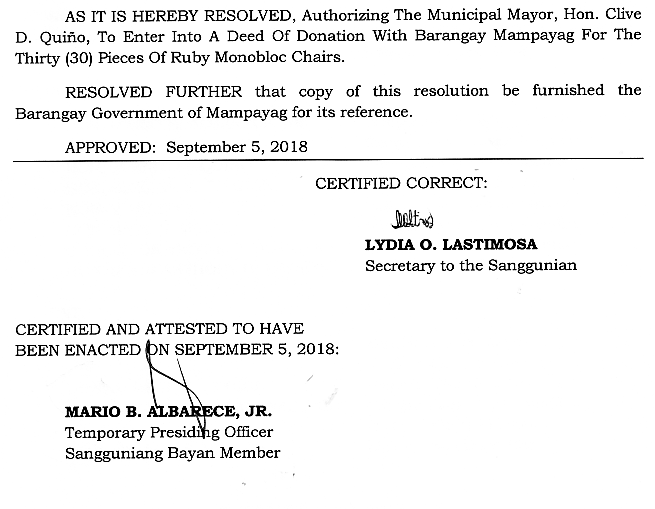 AS IT IS HEREBY RESOLVED, Authorizing The Municipal Mayor, Hon. Clive
D. Quiño, To Enter Into A Deed Of Donation With Barangay Mampayag For The
Thirty (30) Pieces Of Ruby Monobloc Chairs.
RESOLVED FURTHER that copy of this resolution be furnished the
Barangay Government of Mampayag for its reference.
APPROVED: September 5, 2018
CERTIFIED CORRECT:
LYDIA O. LASTIMOSA
Secretary to the Sanggunian
CERTIFIED AND ATTESTED TO HAVE
BEEN ENACTED ON SEPTEMBER 5, 2018:
MARIO B. ALBARECE, JR.
Temporary Presiding Officer
Sangguniang Bayan Member